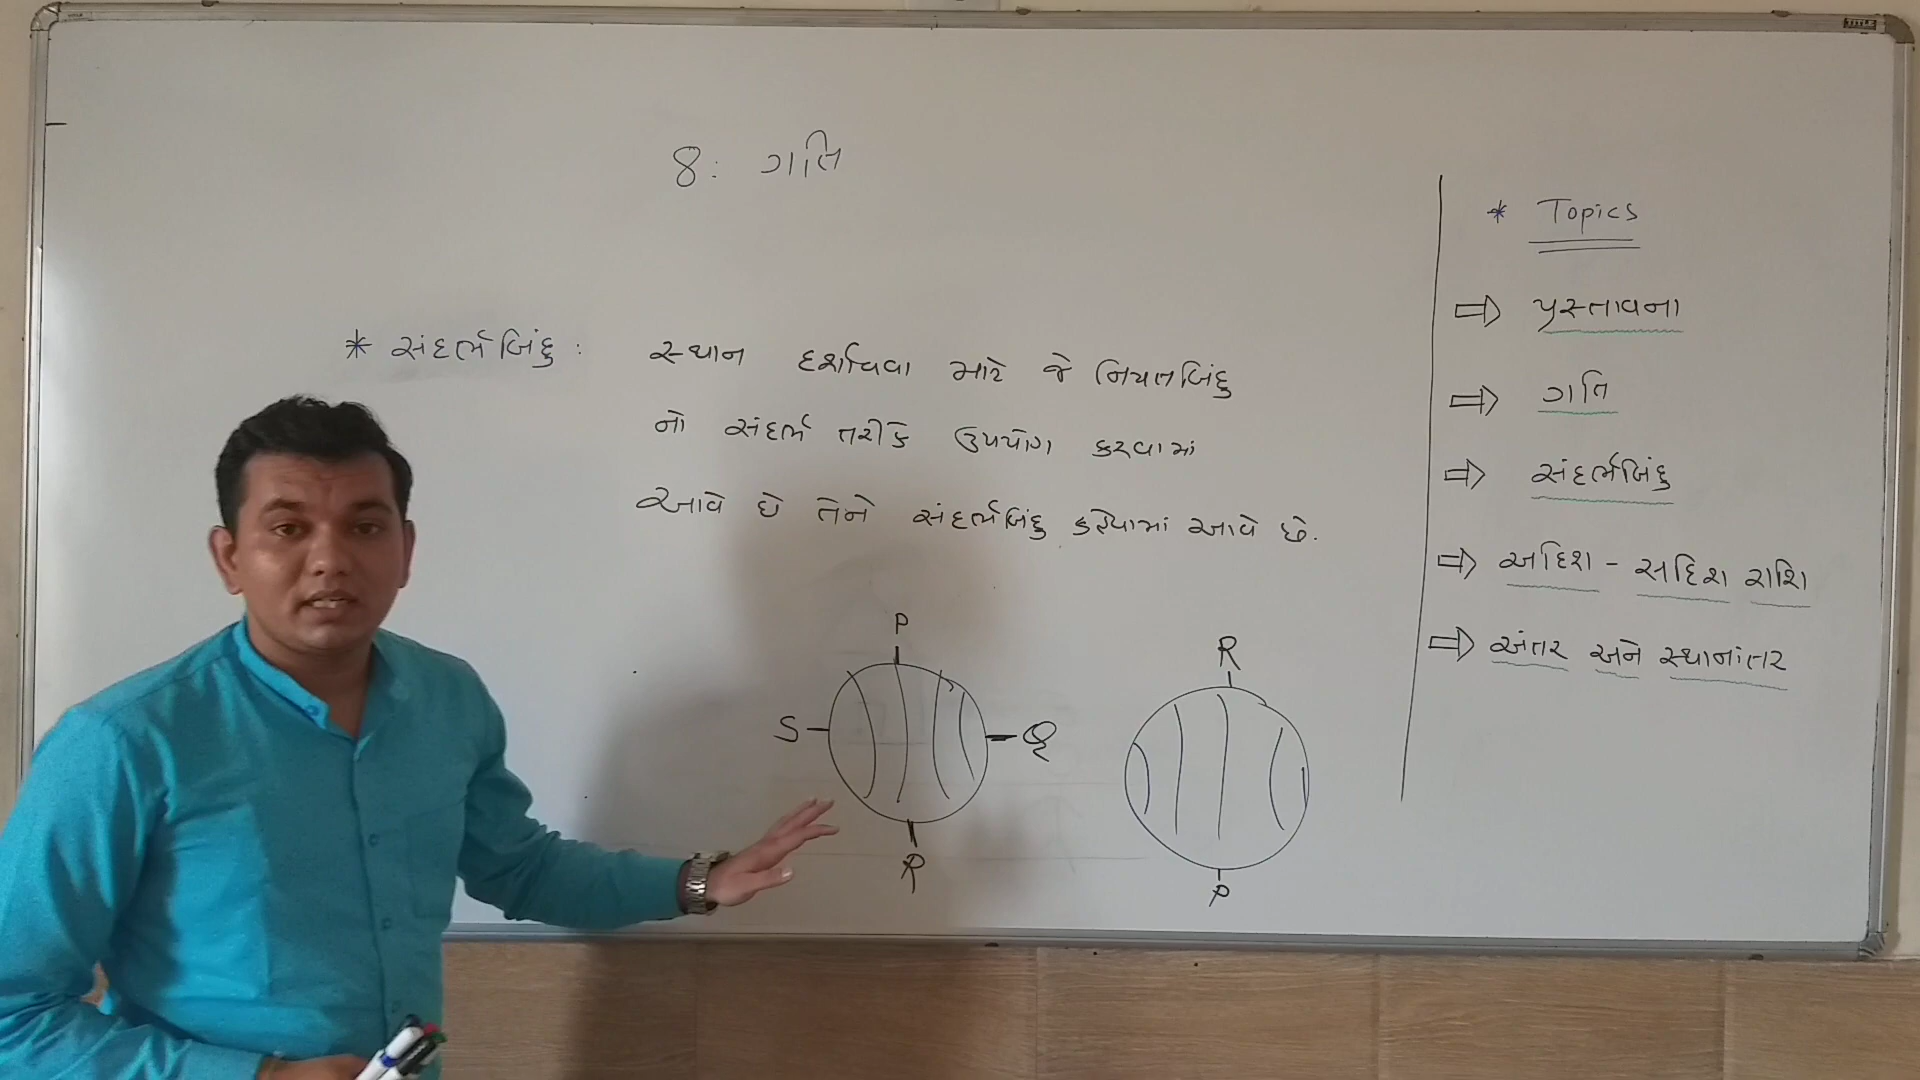 8: ગતિ
* સંદર્ભબિંદુ : સ્થાન દર્શાવવા માટે જે નિયતબિંદુ
નો સંદર્ભ તરીકે ઉપયોગ કરવામાં
આવે છે તેને સંદર્ભબિંદુ કહેવામાં આવે છે.
P
S
Q
R
R
P
* Topics
⇨ પ્રસ્તાવના
⇨ ગતિ
⇨ સંદર્ભબિંદુ
⇨ અદિશ - સદિશ રાશિ
⇨ અંતર અને સ્થાનાંતર